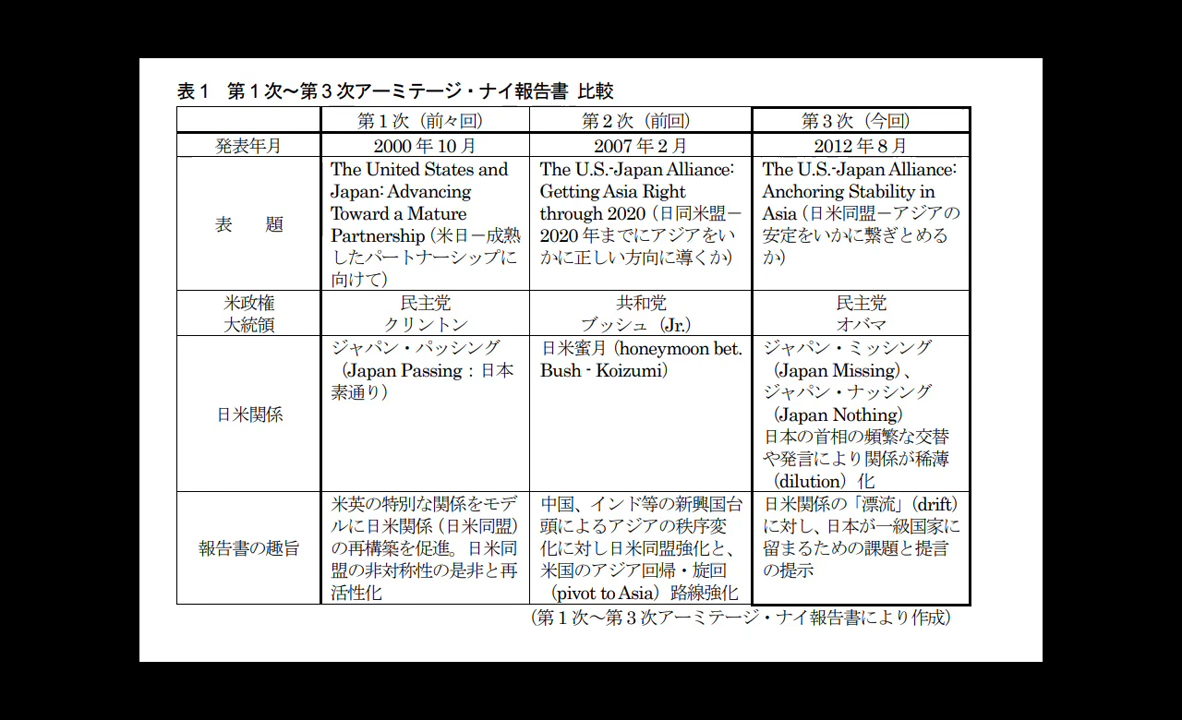 表1　第1次～第3次アーミテージ・ナイ報告書 比較
第1次（前々回）
第2次（前回）
第3次（今回）
発表年月
2000 年 10 月
2007 年 2 月
2012 年 8 月
表　　題
The United States and
Japan: Advancing
Toward a Mature
Partnership（米日－成熟
したパートナーシップに
向けて）
The U.S.-Japan Alliance:
Getting Asia Right
through 2020（日同米盟－
2020 年までにアジアをい
かに正しい方向に導くか）
The U.S.-Japan Alliance:
Anchoring Stability in
Asia（日米同盟－アジアの
安定をいかに繋ぎとめる
か）
米政権
大統領
民主党
クリントン
共和党
ブッシュ（Jr.）
民主党
オバマ
日米関係
ジャパン・パッシング
（Japan Passing：日本
素通り）
日米蜜月（honeymoon bet.
Bush - Koizumi）
ジャパン・ミッシング
（Japan Missing）、
ジャパン・ナッシング
（Japan Nothing）
日本の首相の頻繁な交替
や発言により関係が稀薄
（dilution）化
報告書の趣旨
米英の特別な関係をモデ
ルに日米関係（日米同盟）
の再構築を促進。日米同
盟の非対称性の是非と再
活性化
中国、インド等の新興国台
頭によるアジアの秩序変
化に対し日米同盟強化と、
米国のアジア回帰・旋回
（pivot to Asia）路線強化
日米関係の「漂流」（drift）
に対し、日本が一級国家に
留まるための課題と提言
の提示
（第1次～第3次アーミテージ・ナイ報告書により作成）